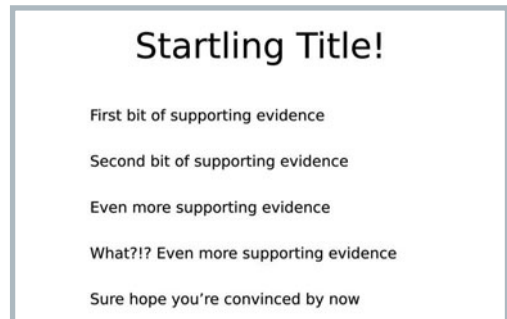 Startling Title!
First bit of supporting evidence
Second bit of supporting evidence
Even more supporting evidence
What?!? Even more supporting evidence
Sure hope you’re convinced by now